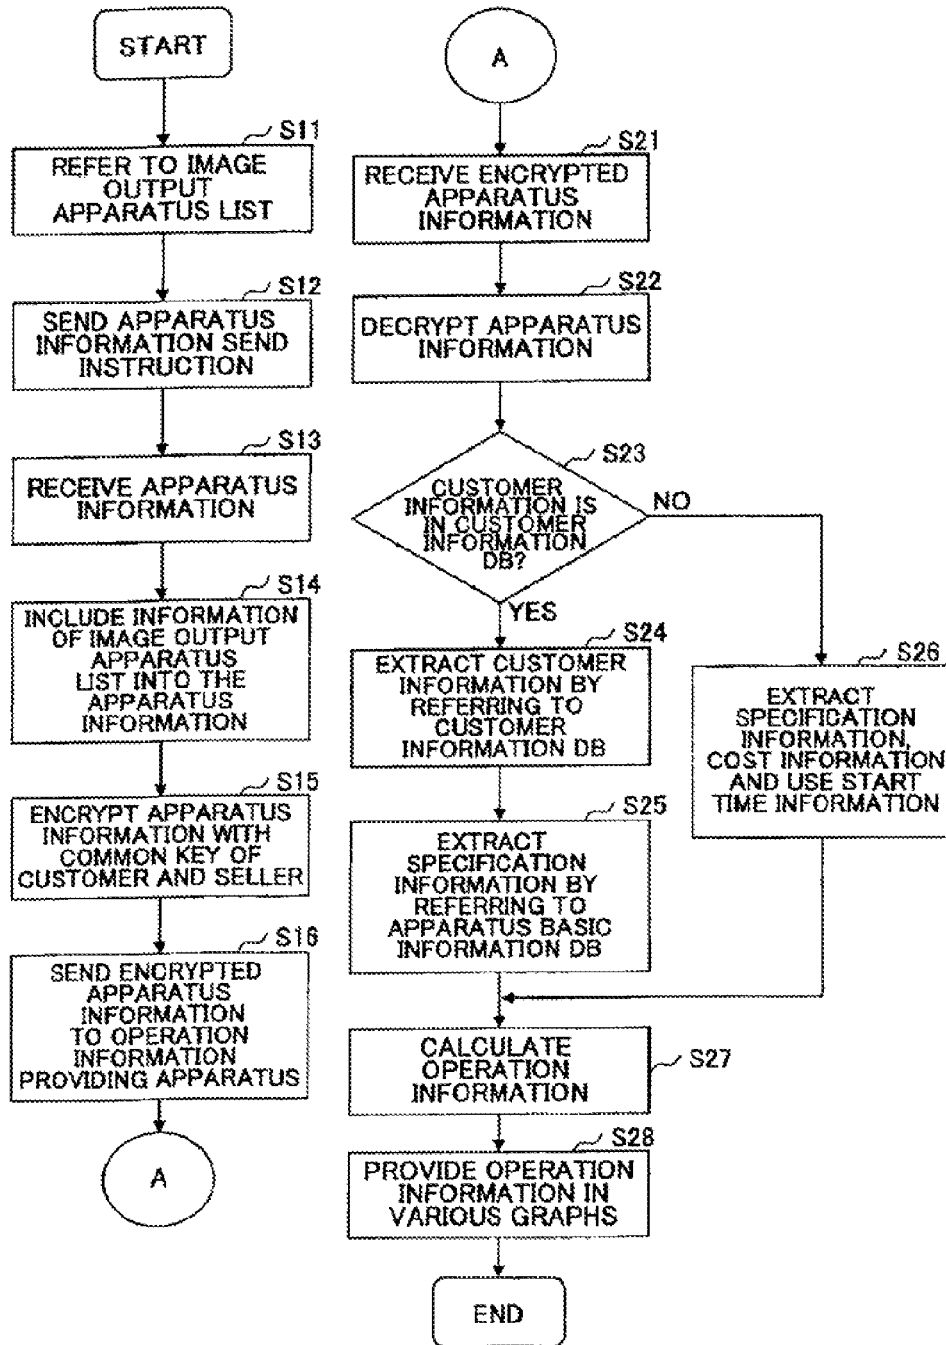 START
S11
REFER TO IMAGE
OUTPUT
APPARATUS LIST
S12
SEND APPARATUS
INFORMATION SEND
INSTRUCTION
S13
RECEIVE APPARATUS
INFORMATION
S14
INCLUDE INFORMATION
OF IMAGE OUTPUT
APPARATUS
LIST INTO THE
APPARATUS
INFORMATION
S15
ENCRYPT APPARATUS
INFORMATION WITH
COMMON KEY OF
CUSTOMER AND SELLER
S16
SEND ENCRYPTED
APPARATUS
INFORMATION
TO OPERATION
INFORMATION
PROVIDING APPARATUS
A
A
S21
RECEIVE ENCRYPTED
APPARATUS
INFORMATION
S22
DECRYPT APPARATUS
INFORMATION
S23
CUSTOMER
INFORMATION IS
IN CUSTOMER
INFORMATION
DB?
NO
YES
S24
EXTRACT CUSTOMER
INFORMATION BY
REFERRING TO
CUSTOMER
INFORMATION DB
S25
EXTRACT
SPECIFICATION
INFORMATION BY
REFERRING TO
APPARATUS BASIC
INFORMATION DB
S26
EXTRACT
SPECIFICATION
INFORMATION,
COST INFORMATION
AND USE START
TIME INFORMATION
S27
CALCULATE
OPERATION
INFORMATION
S28
PROVIDE OPERATION
INFORMATION IN
VARIOUS GRAPHS
END